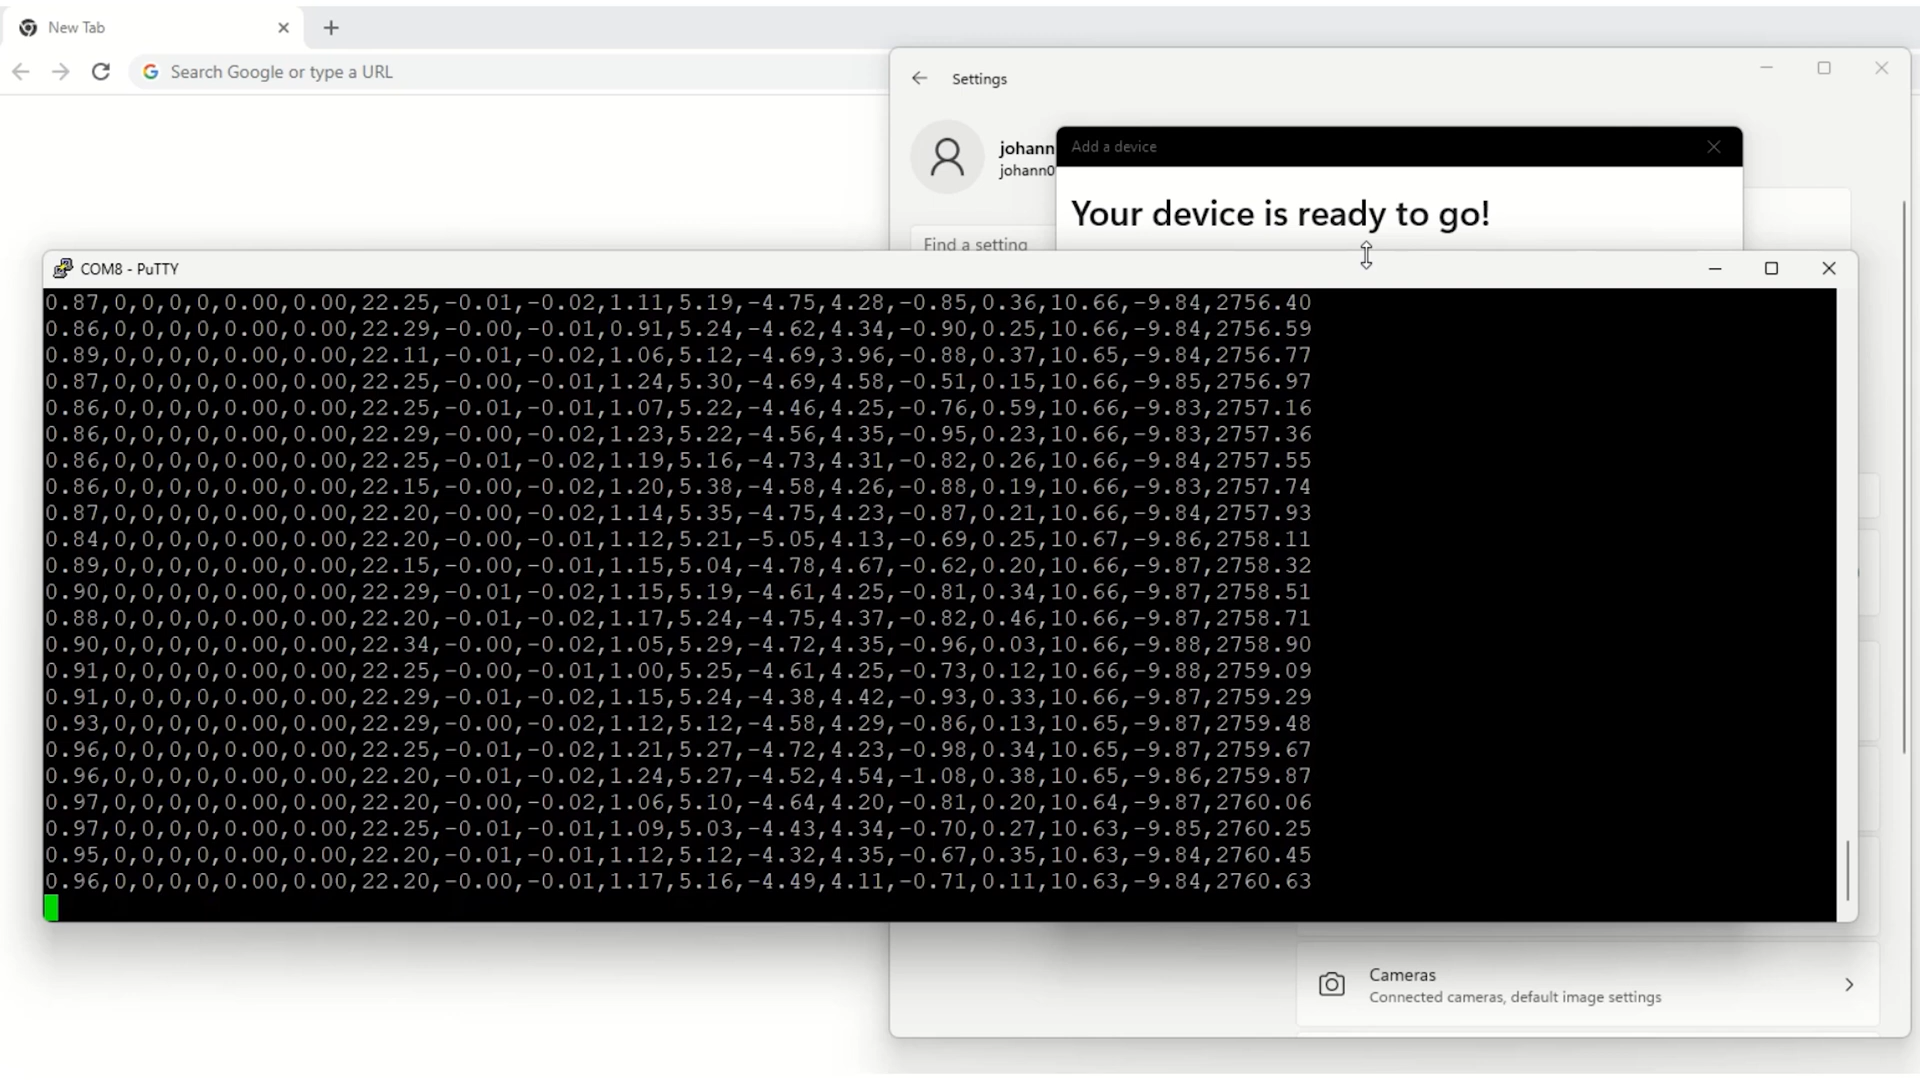 New Tab
Search Google or type a URL
Settings
johann
johann0
Add a device
Your device is ready to go!
Find a setting
COM8 - PuTTY
0.87,0,0,0,0.00,0.00,22.25,-0.01,-0.02,1.11,5.19,-4.75,4.28,-0.85,0.36,10.66,-9.84,2756.40
0.86,0,0,0,0.00,0.00,22.29,-0.00,-0.01,0.91,5.24,-4.62,4.34,-0.90,0.25,10.66,-9.84,2756.59
0.89,0,0,0,0.00,0.00,22.11,-0.01,-0.02,1.06,5.12,-4.69,3.96,-0.88,0.37,10.65,-9.84,2756.77
0.87,0,0,0,0.00,0.00,22.25,-0.00,-0.01,1.24,5.30,-4.69,4.58,-0.51,0.15,10.66,-9.85,2756.97
0.86,0,0,0,0.00,0.00,22.25,-0.01,-0.01,1.07,5.22,-4.46,4.25,-0.76,0.59,10.66,-9.83,2757.16
0.86,0,0,0,0.00,0.00,22.29,-0.00,-0.02,1.23,5.22,-4.56,4.35,-0.95,0.23,10.66,-9.83,2757.36
0.86,0,0,0,0.00,0.00,22.25,-0.01,-0.02,1.19,5.16,-4.73,4.31,-0.82,0.26,10.66,-9.84,2757.55
0.86,0,0,0,0.00,0.00,22.15,-0.00,-0.02,1.20,5.38,-4.58,4.26,-0.88,0.19,10.66,-9.83,2757.74
0.87,0,0,0,0.00,0.00,22.20,-0.00,-0.02,1.14,5.35,-4.75,4.23,-0.87,0.21,10.66,-9.84,2757.93
0.84,0,0,0,0.00,0.00,22.20,-0.00,-0.01,1.12,5.21,-5.05,4.13,-0.69,0.25,10.67,-9.86,2758.11
0.89,0,0,0,0.00,0.00,22.15,-0.00,-0.01,1.15,5.04,-4.78,4.67,-0.62,0.20,10.66,-9.87,2758.32
0.90,0,0,0,0.00,0.00,22.29,-0.01,-0.02,1.15,5.19,-4.61,4.25,-0.81,0.34,10.66,-9.87,2758.51
0.88,0,0,0,0.00,0.00,22.20,-0.01,-0.02,1.17,5.24,-4.75,4.37,-0.82,0.46,10.66,-9.87,2758.71
0.90,0,0,0,0.00,0.00,22.34,-0.00,-0.02,1.05,5.29,-4.72,4.35,-0.96,0.03,10.66,-9.88,2758.90
0.91,0,0,0,0.00,0.00,22.25,-0.00,-0.01,1.00,5.25,-4.61,4.25,-0.73,0.12,10.66,-9.88,2759.09
0.91,0,0,0,0.00,0.00,22.29,-0.01,-0.02,1.15,5.24,-4.38,4.42,-0.93,0.33,10.66,-9.87,2759.29
0.93,0,0,0,0.00,0.00,22.29,-0.00,-0.02,1.12,5.12,-4.58,4.29,-0.86,0.13,10.65,-9.87,2759.48
0.96,0,0,0,0.00,0.00,22.25,-0.01,-0.02,1.21,5.27,-4.72,4.23,-0.98,0.34,10.65,-9.87,2759.67
0.96,0,0,0,0.00,0.00,22.20,-0.01,-0.02,1.24,5.27,-4.52,4.54,-1.08,0.38,10.65,-9.86,2759.87
0.97,0,0,0,0.00,0.00,22.20,-0.00,-0.02,1.06,5.10,-4.64,4.20,-0.81,0.20,10.64,-9.87,2760.06
0.97,0,0,0,0.00,0.00,22.25,-0.01,-0.01,1.09,5.03,-4.43,4.34,-0.70,0.27,10.63,-9.85,2760.25
0.95,0,0,0,0.00,0.00,22.20,-0.01,-0.01,1.12,5.12,-4.32,4.35,-0.67,0.35,10.63,-9.84,2760.45
0.96,0,0,0,0.00,0.00,22.20,-0.00,-0.01,1.17,5.16,-4.49,4.11,-0.71,0.11,10.63,-9.84,2760.63
Cameras
Connected cameras, default image settings